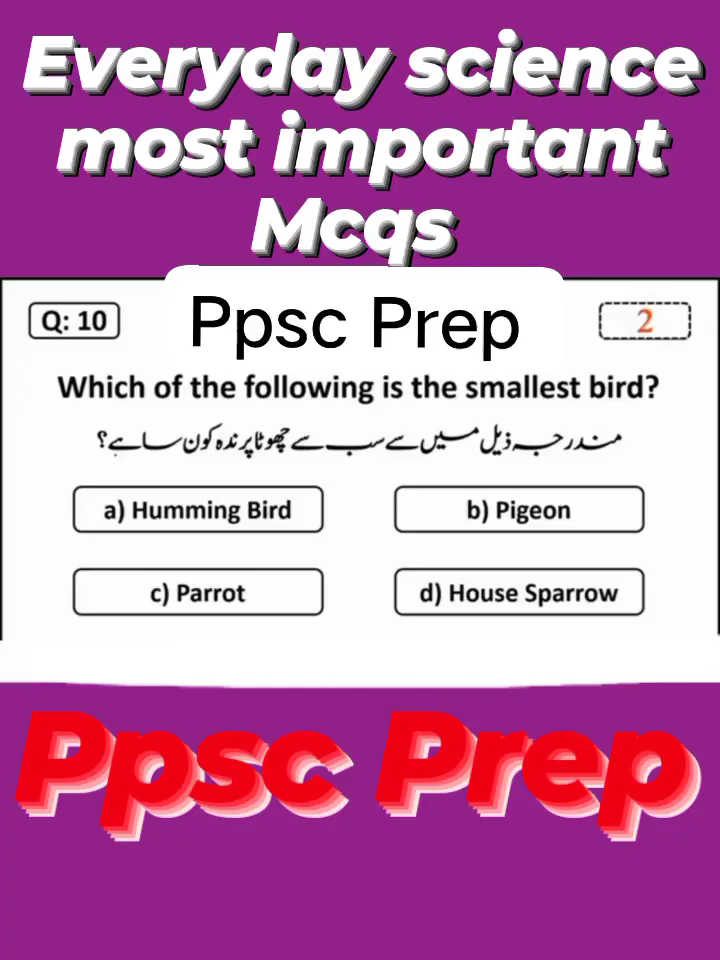 Everyday science
most important
Mcqs
Q: 10
Ppsc Prep
2
Which of the following is the smallest bird?
مندرجہ ذیل میں سے سب سے چھوٹا پرندہ کون سا ہے؟
a) Humming Bird
b) Pigeon
c) Parrot
d) House Sparrow
Ppsc Prep